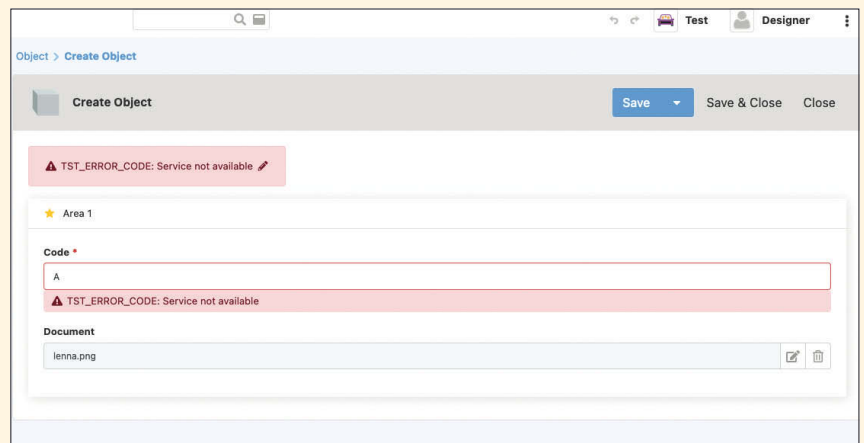 Test Designer
Object > Create Object
Create Object Save Save & Close Close
TST_ERROR_CODE: Service not available
Area 1
Code *
A
TST_ERROR_CODE: Service not available
Document
lenna.png